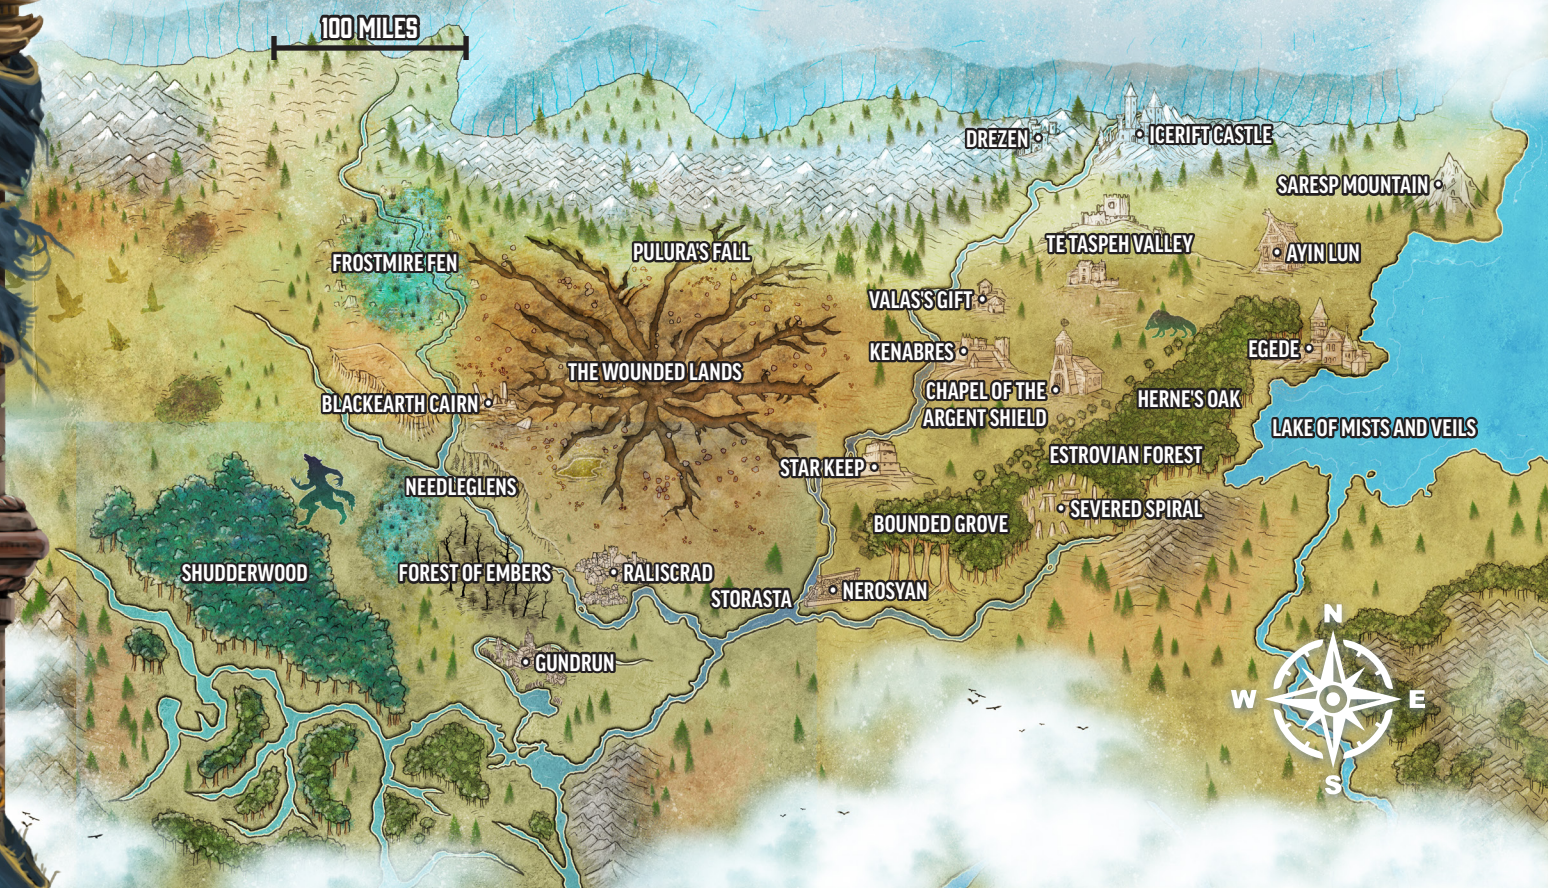 100 MILES
DREZEN
ICERIFT CASTLE
SARESP MOUNTAIN
TE TASPEH VALLEY
PULURA'S FALL
AYIN LUN
FROSTMIRE FEN
VALAS'S GIFT
KENABRES
EGEDE
THE WOUNDED LANDS
CHAPEL OF THE
ARGENT SHIELD
HERNE'S OAK
BLACKEARTH CAIRN
LAKE OF MISTS AND VEILS
ESTROVIAN FOREST
STAR KEEP
NEEDLEGLENS
SEVERED SPIRAL
BOUNDED GROVE
SHUDDERWOOD
FOREST OF EMBERS
RALISCRAD
STORASTA
NEROSYAN
GUNDRUN
N
W
E
S